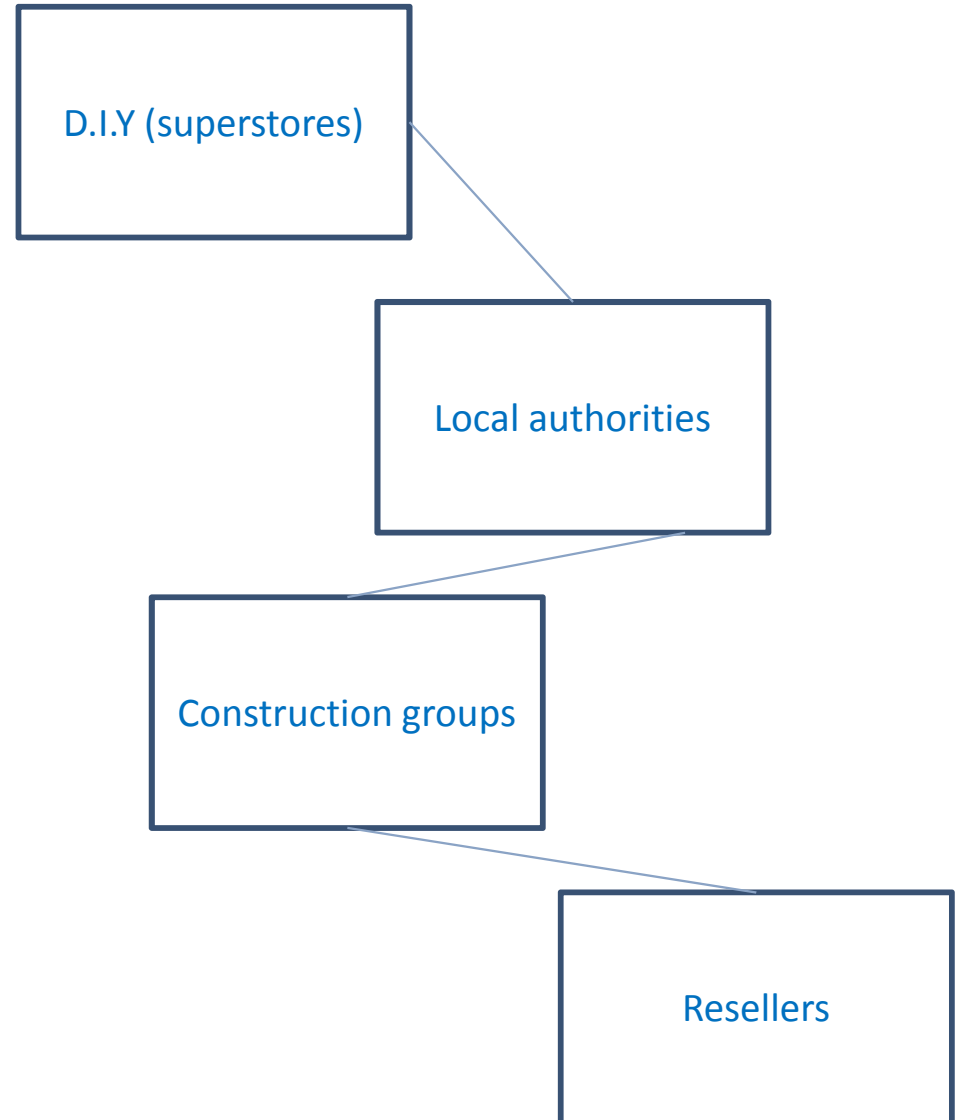 D.I.Y (superstores)
Local authorities
Construction groups
Resellers